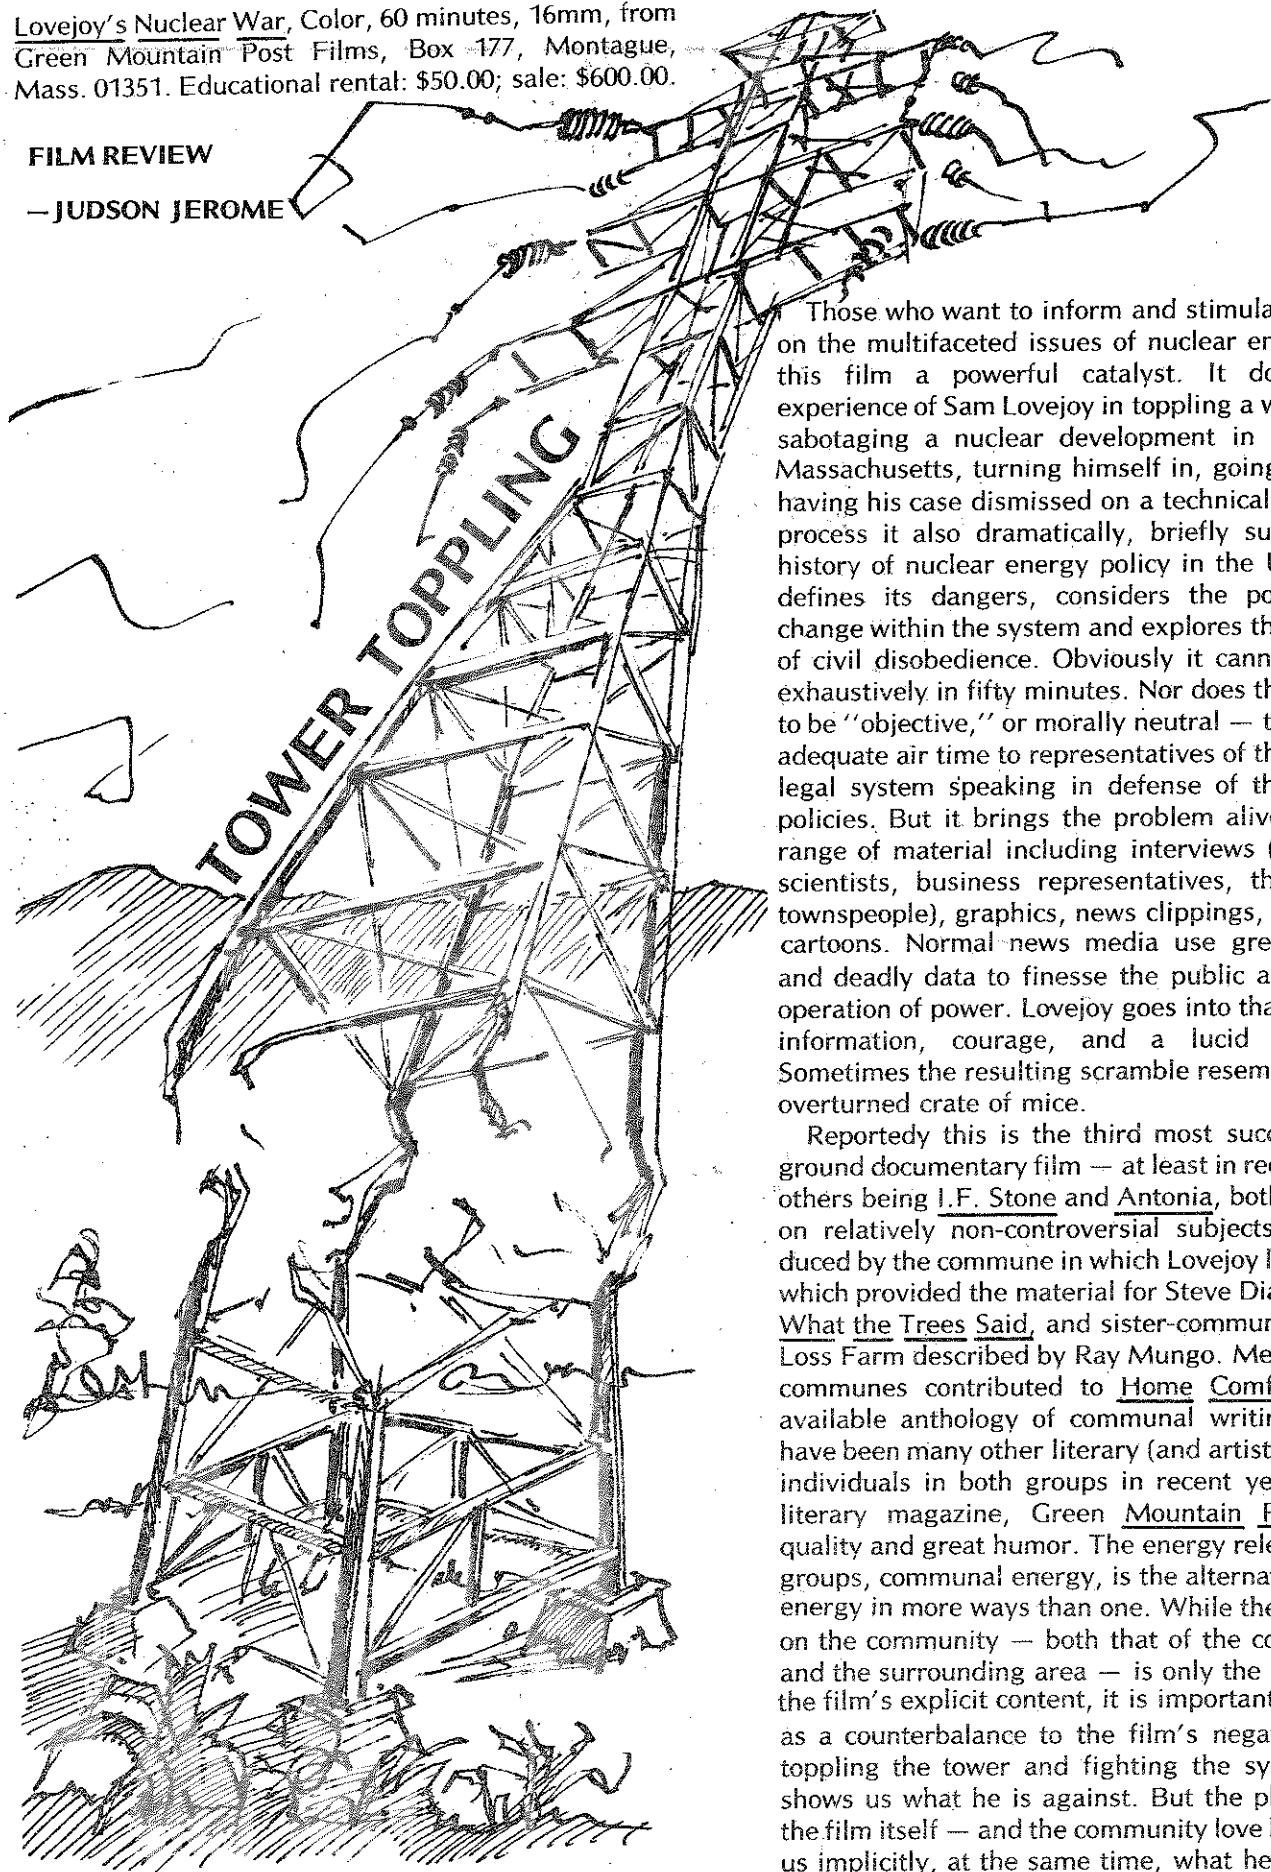 Lovejoy's Nuclear War, Color, 60 minutes, 16mm, from
Green Mountain Post Films, Box 177, Montague,
Mass. 01351. Educational rental: $50.00; sale: $600.00.
FILM REVIEW
—JUDSON JEROME
TOWER TOPPLING
Those who want to inform and stimula
on the multifaceted issues of nuclear en
this film a powerful catalyst. It do
experience of Sam Lovejoy in toppling a w
sabotaging a nuclear development in
Massachusetts, turning himself in, going
having his case dismissed on a technical
process it also dramatically, briefly su
history of nuclear energy policy in the U
defines its dangers, considers the po
change within the system and explores th
of civil disobedience. Obviously it cann
exhaustively in fifty minutes. Nor does th
to be "objective," or morally neutral — t
adequate air time to representatives of th
legal system speaking in defense of th
policies. But it brings the problem alive
range of material including interviews (
scientists, business representatives, th
townspeople), graphics, news clippings,
cartoons. Normal news media use gre
and deadly data to finesse the public a
operation of power. Lovejoy goes into tha
information, courage, and a lucid
Sometimes the resulting scramble resem
overturned crate of mice.
Reportedy this is the third most succ
ground documentary film — at least in rec
others being I.F. Stone and Antonia, both
on relatively non-controversial subjects
duced by the commune in which Lovejoy l
which provided the material for Steve Dia
What the Trees Said, and sister-commun
Loss Farm described by Ray Mungo. Me
communes contributed to Home Comf
available anthology of communal writin
have been many other literary (and artist
individuals in both groups in recent ye
literary magazine, Green Mountain P
quality and great humor. The energy rele
groups, communal energy, is the alterna
energy in more ways than one. While the
on the community — both that of the co
and the surrounding area — is only the
the film's explicit content, it is important
as a counterbalance to the film's nega
toppling the tower and fighting the sy
shows us what he is against. But the p
the film itself — and the community love i
us implicitly, at the same time, what he